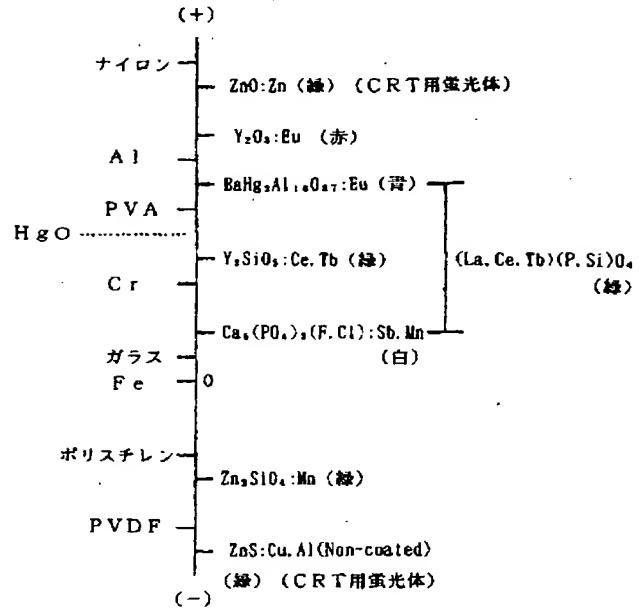 (+)
ナイロン
ZnO:Zn (緑) (CRT用蛍光体)
Y₂O₃:Eu (赤)
Al
BaHg₂Al₁₆O₂₇:Eu (青)
PVA
HgO
Y₂SiO₅:Ce.Tb (緑)
(La.Ce.Tb)(P.Si)O₄
(緑)
Cr
Ca₅(PO₄)₃(F.Cl):Sb.Mn
(白)
ガラス
Fe
0
ポリスチレン
Zn₂SiO₄:Mn (緑)
PVDF
ZnS:Cu.Al(Non-coated)
(緑) (CRT用蛍光体)
(-)